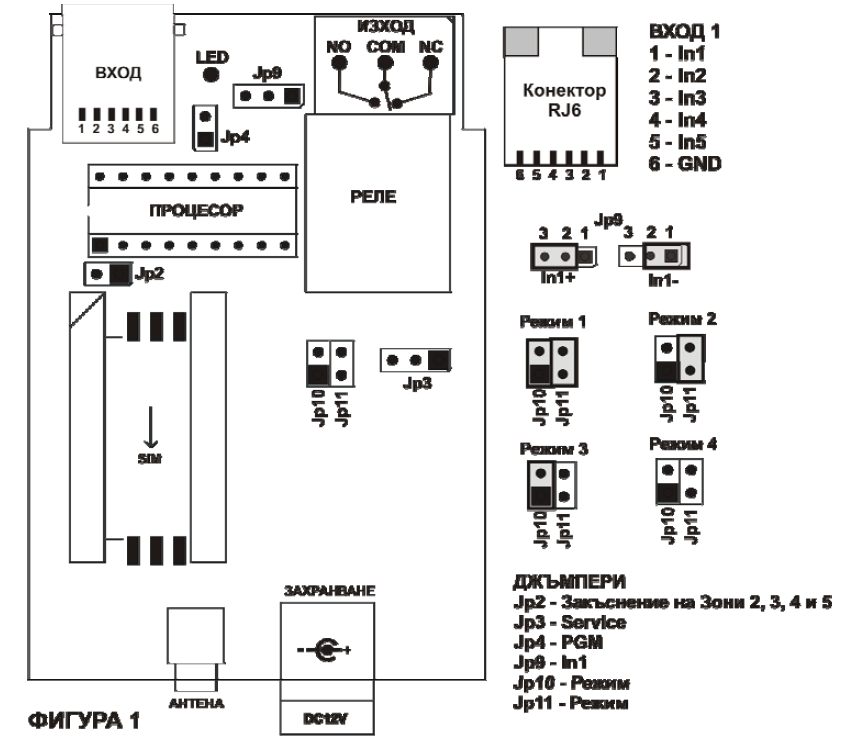 ИЗХОД
NO COM NC
ВХОД
LED
Jp9
Jp4
1 2 3 4 5 6
ПРОЦЕСОР
РЕЛЕ
Jp2
Jp3
Jp10
Jp11
SIM
ЗАХРАНВАНЕ
- +
АНТЕНА
DC12V
ФИГУРА 1
Конектор
RJ6
6 5 4 3 2 1
ВХОД 1
1 - In1
2 - In2
3 - In3
4 - In4
5 - In5
6 - GND
Jp9
3 2 1
3 2 1
In1+
In1-
Режим 1
Режим 2
Jp10
Jp11
Jp10
Jp11
Режим 3
Режим 4
Jp10
Jp11
Jp10
Jp11
ДЖЪМПЕРИ
Jp2 - Закъснение на Зони 2, 3, 4 и 5
Jp3 - Service
Jp4 - PGM
Jp9 - In1
Jp10 - Режим
Jp11 - Режим